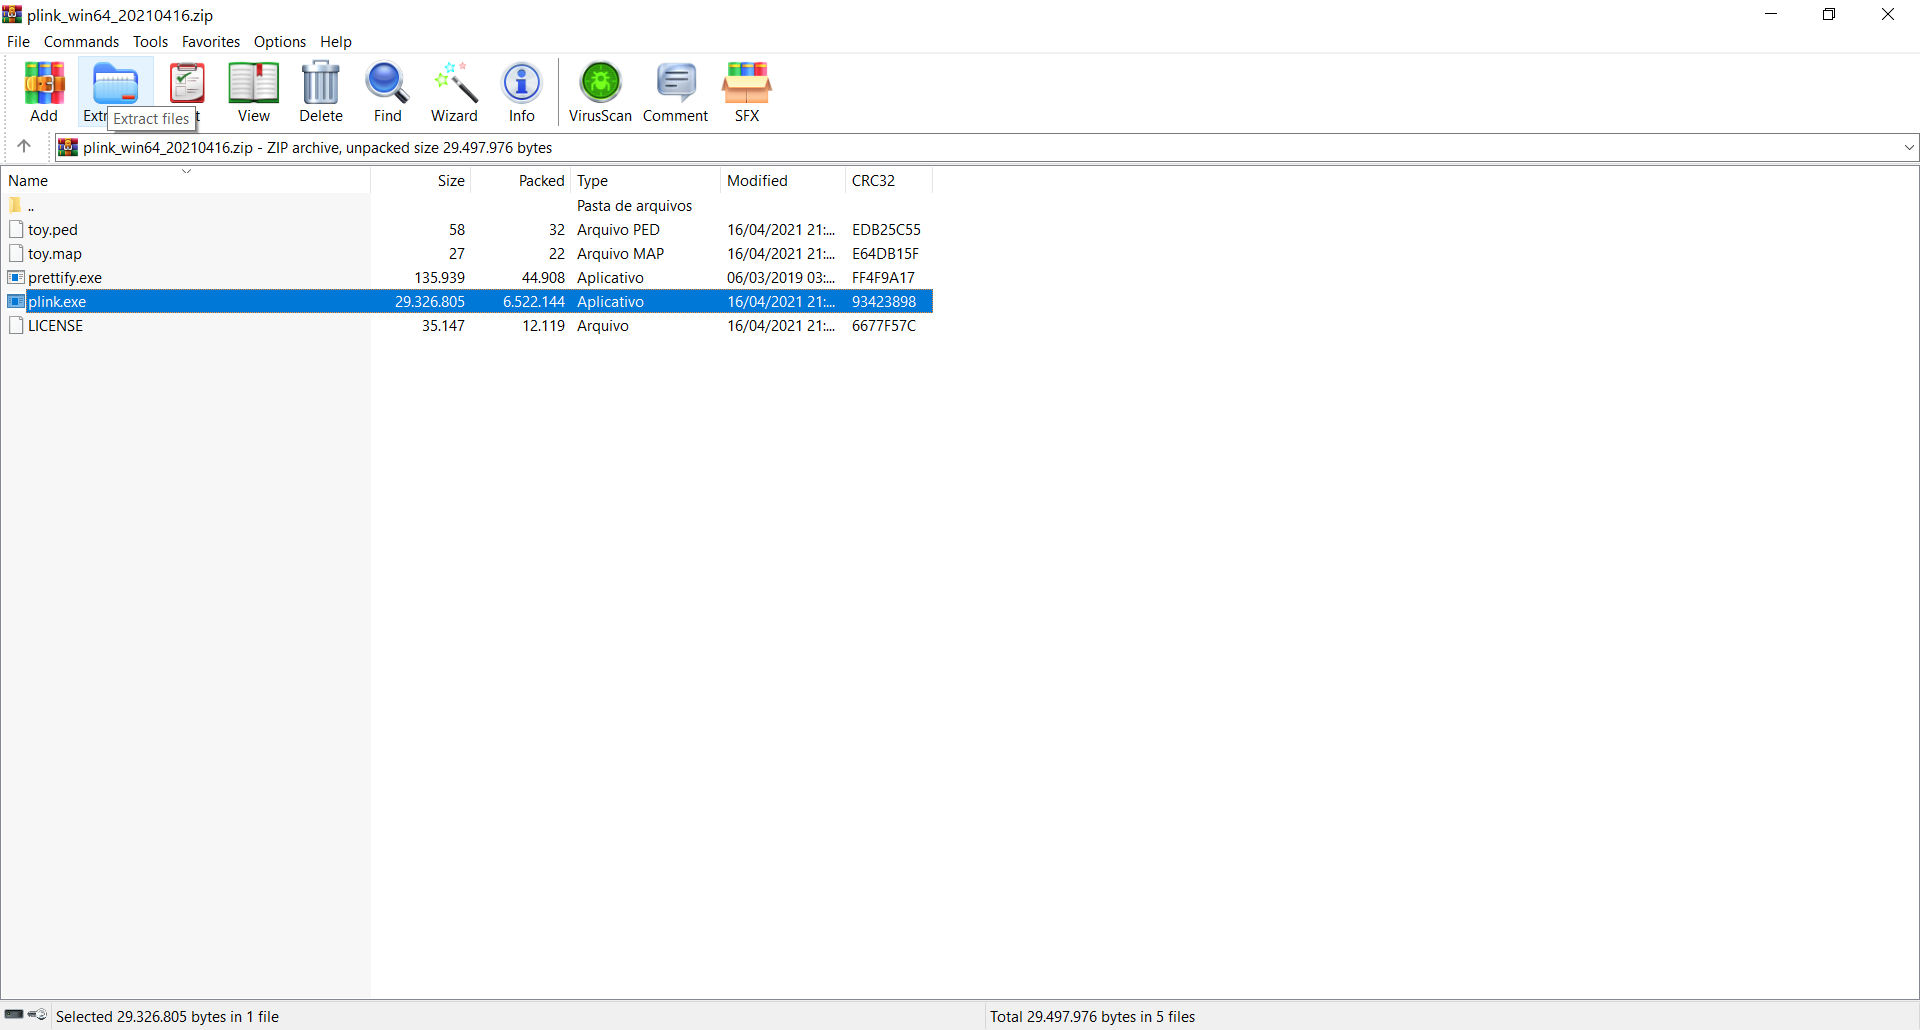 plink_win64_20210416.zip
File Commands Tools Favorites Options Help
Add Extr t View Delete Find Wizard Info VirusScan Comment SFX
Extract files
plink_win64_20210416.zip - ZIP archive, unpacked size 29.497.976 bytes
Name Size Packed Type Modified CRC32
.. Pasta de arquivos
toy.ped 58 32 Arquivo PED 16/04/2021 21:... EDB25C55
toy.map 27 22 Arquivo MAP 16/04/2021 21:... E64DB15F
prettify.exe 135.939 44.908 Aplicativo 06/03/2019 03:... FF4F9A17
plink.exe 29.326.805 6.522.144 Aplicativo 16/04/2021 21:... 93423898
LICENSE 35.147 12.119 Arquivo 16/04/2021 21:... 6677F57C
Selected 29.326.805 bytes in 1 file Total 29.497.976 bytes in 5 files